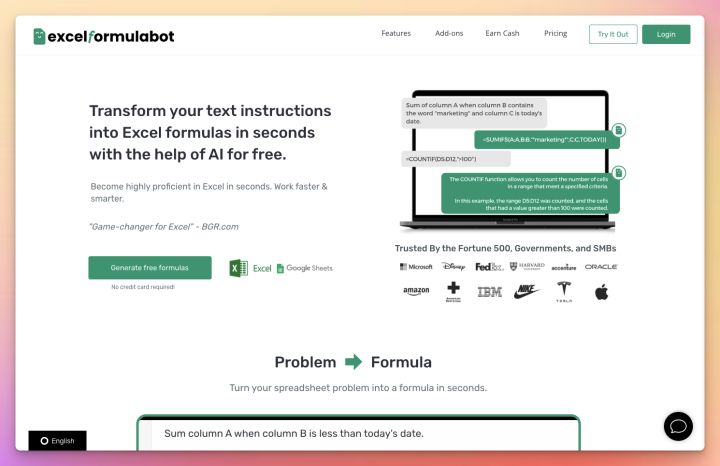 excelformulabot
Features
Add-ons
Earn Cash
Pricing
Try It Out
Login
Transform your text instructions
into Excel formulas in seconds
with the help of AI for free.
Become highly proficient in Excel in seconds. Work faster &
smarter.
"Game-changer for Excel" - BGR.com
Generate free formulas
No credit card required!
Excel
Google Sheets
Sum of column A when column B contains
the word "marketing" and column C is today's
date.
=SUMIFS(A:A,B:B,"*marketing*",C:C,TODAY())
=COUNTIF(D5:D12,">100")
The COUNTIF function allows you to count the number of cells
in a range that meet a specified criteria.
In this example, the range D5:D12 was counted, and the cells
that had a value greater than 100 were counted.
Trusted By the Fortune 500, Governments, and SMBs
Microsoft
Disney
FedEx
HARVARD
accenture
ORACLE
amazon
American
Red Cross
IBM
NIKE
TESLA
Problem
Formula
Turn your spreadsheet problem into a formula in seconds.
Sum column A when column B is less than today's date.
English